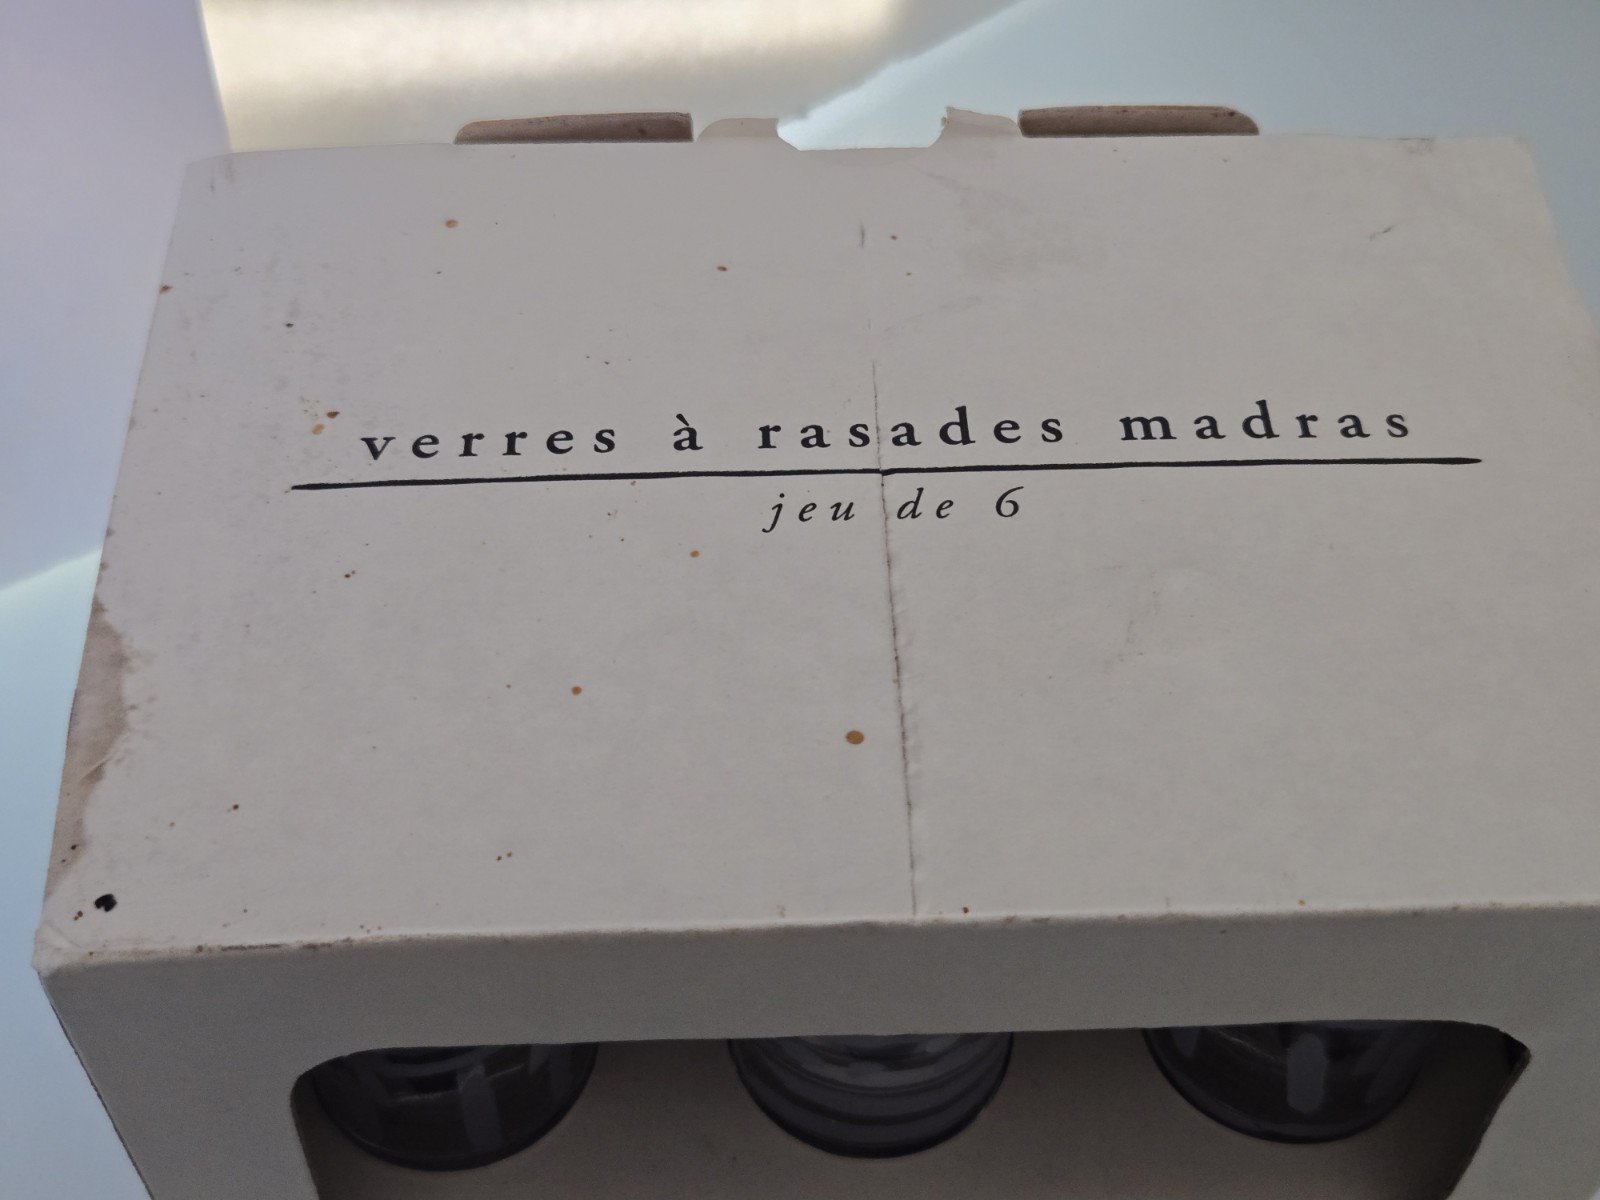 verres à rasades madras
jeu de 6